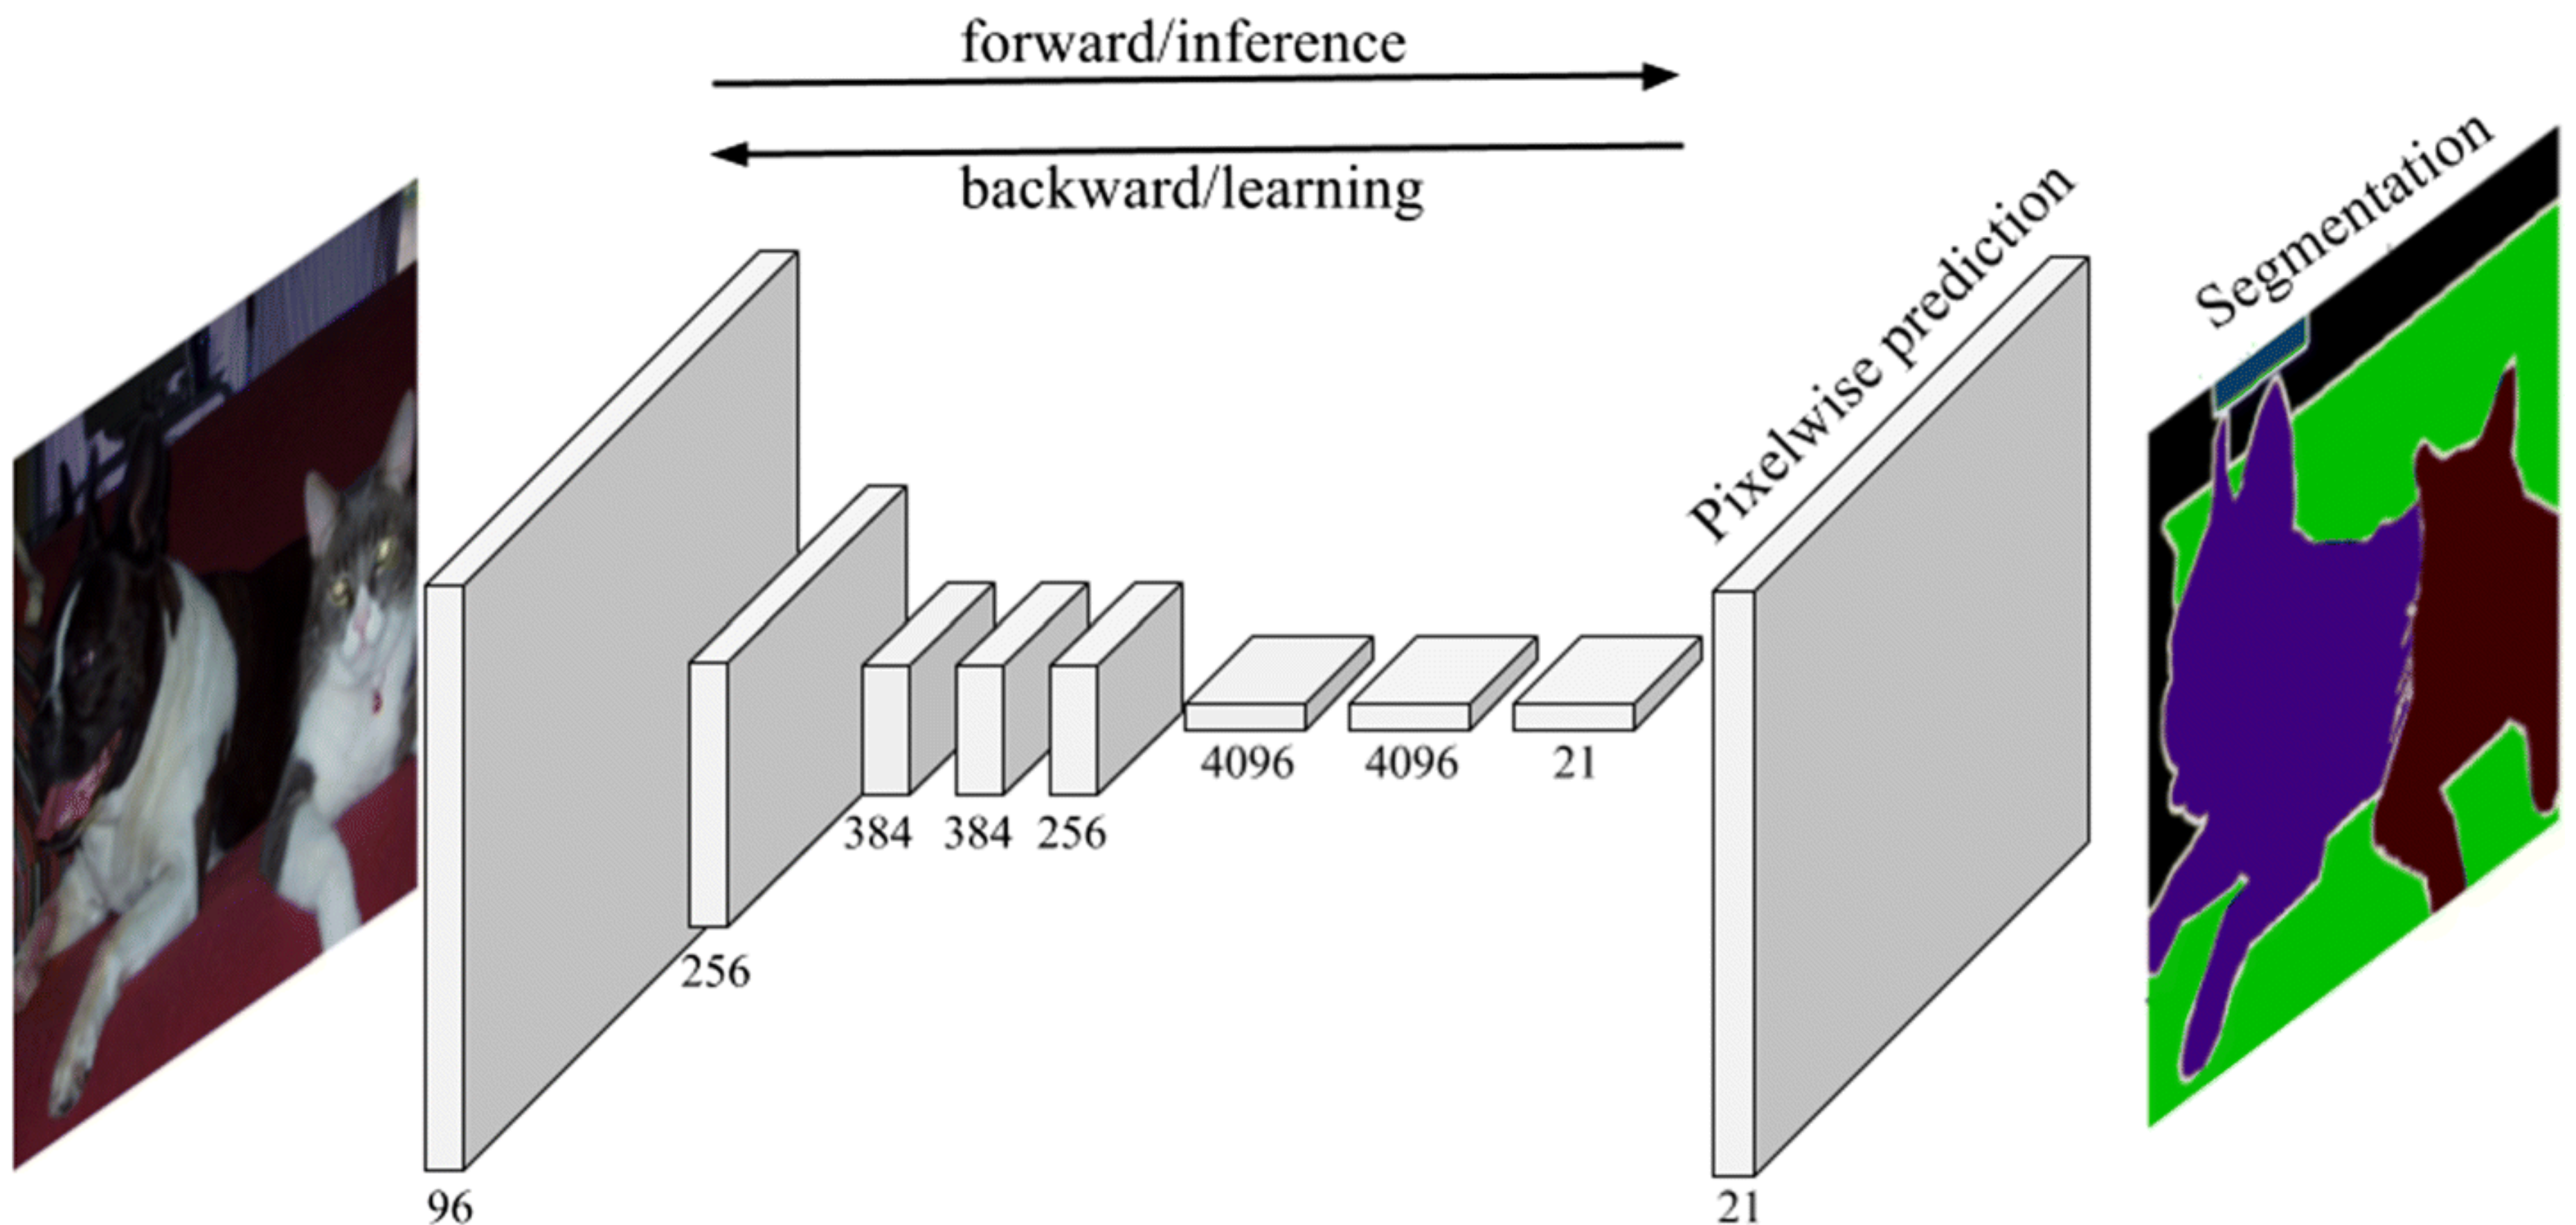 forward/inference
backward/learning
Pixelwise prediction
Segmentation
96
256
384
384
256
4096
4096
21
21